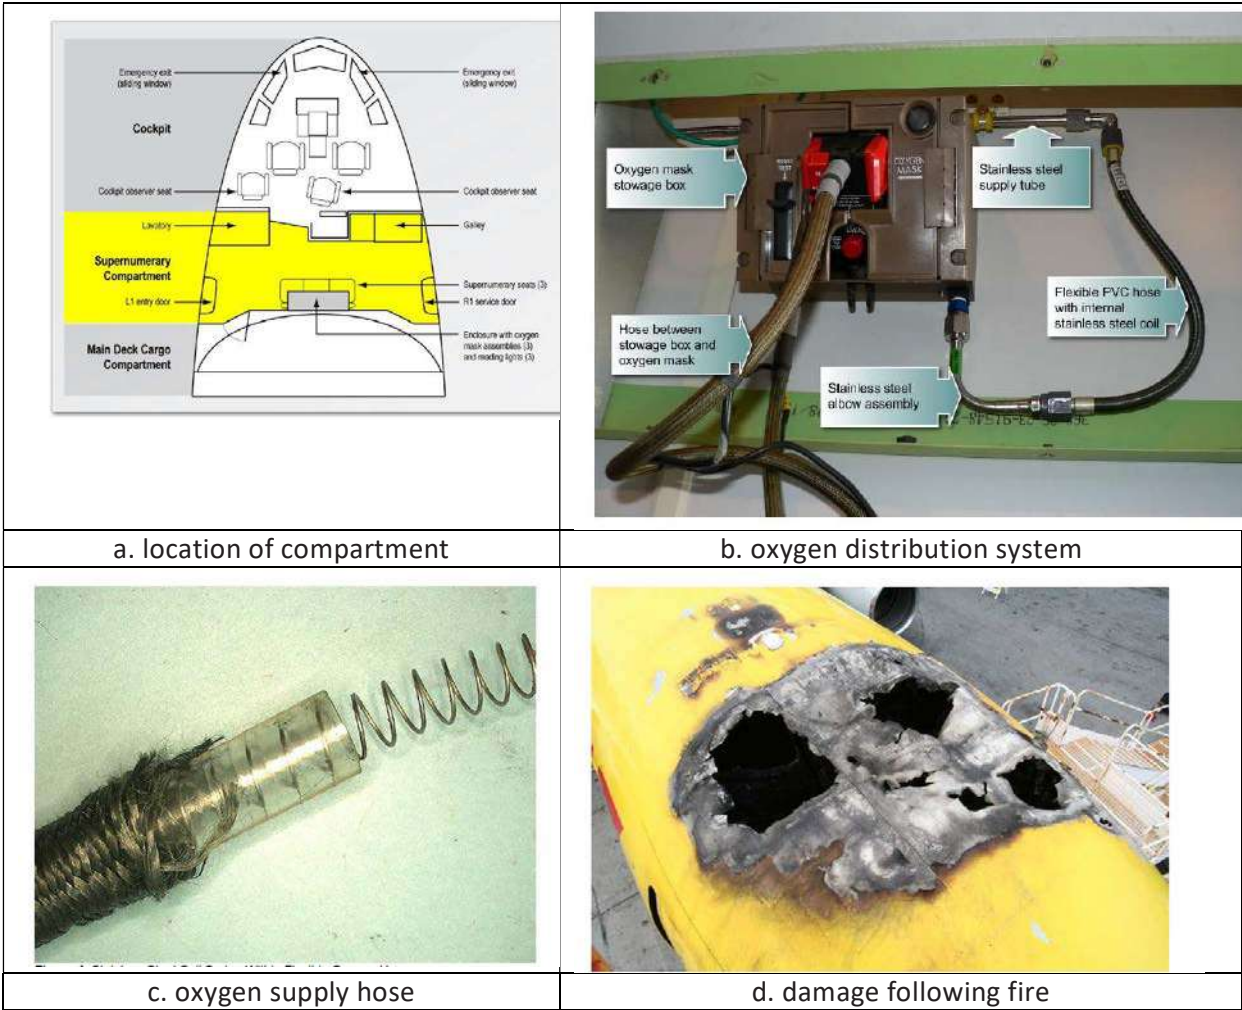 Emergency exit
(sliding window)
Emergency exit
(sliding window)
Cockpit
Cockpit observer seat
Cockpit observer seat
Lavatory
Galley
Supernumerary
Compartment
Supernumerary seats (3)
L1 entry door
R1 service door
Enclosure with oxygen
mask assemblies (3)
and reading lights (3)
Main Deck Cargo
Compartment
Oxygen mask
stowage box
OXYGEN
MASK
Stainless steel
supply tube
Flexible PVC hose
with internal
stainless steel coil
Hose between
stowage box and
oxygen mask
Stainless steel
elbow assembly
a. location of compartment
b. oxygen distribution system
c. oxygen supply hose
d. damage following fire